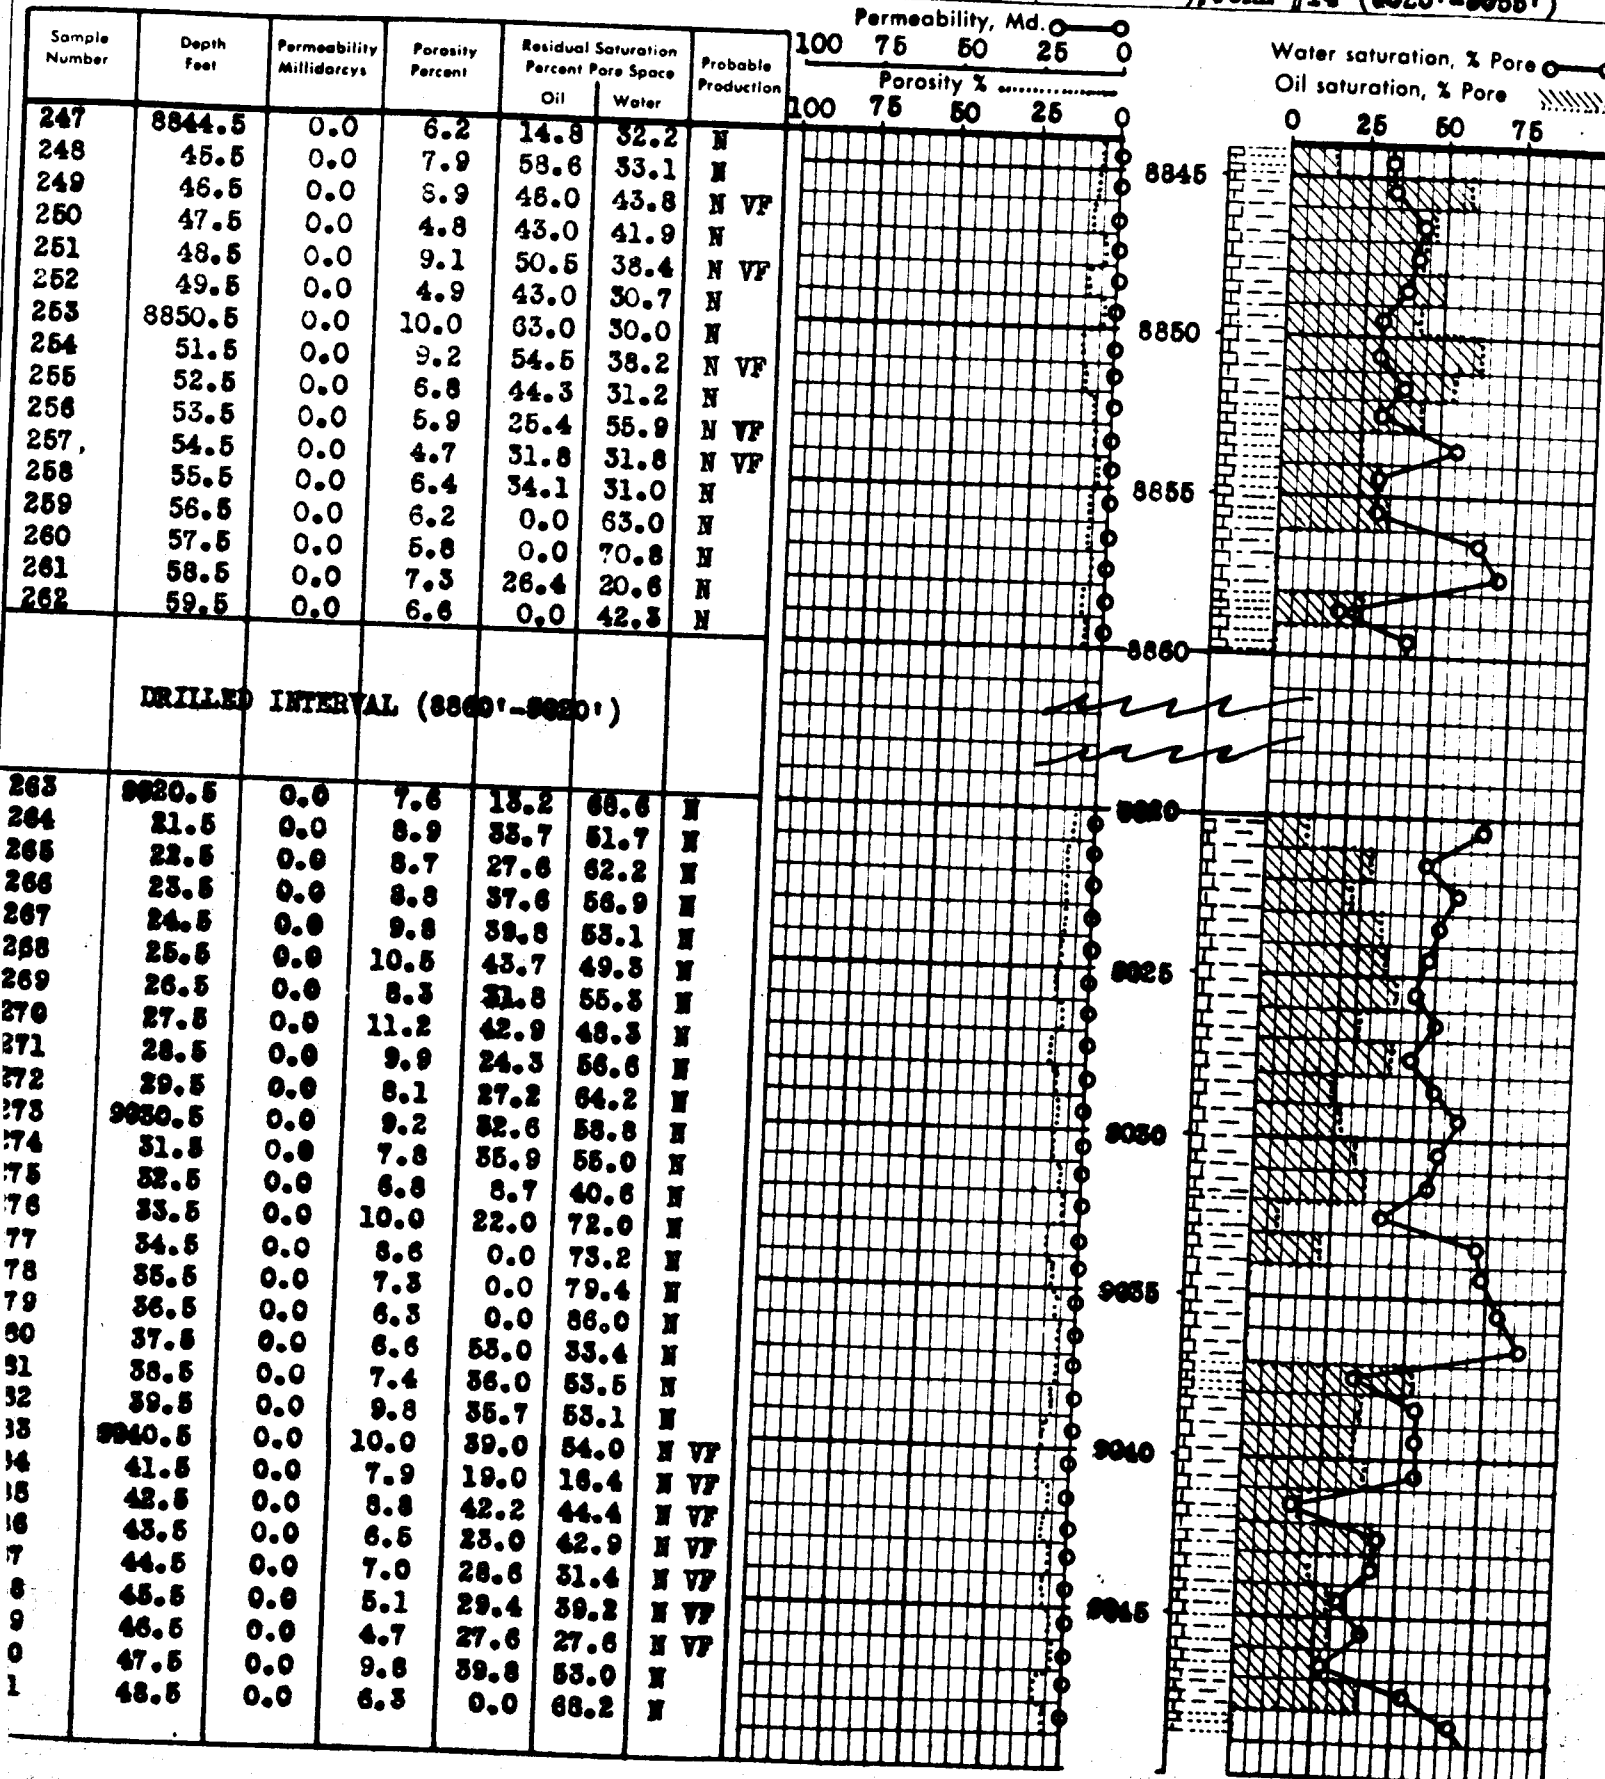 Sample Number | Depth Feet | Permeability Millidarcys | Porosity Percent | Residual Saturation Percent Pore Space Oil | Water | Probable Production
247 8844.5 0.0 6.2 14.8 32.2 N
248 45.5 0.0 7.9 58.6 33.1 N
249 46.5 0.0 8.9 46.0 43.8 N VF
250 47.5 0.0 4.8 43.0 41.9 N
251 48.5 0.0 9.1 50.5 38.4 N VF
252 49.5 0.0 4.9 43.0 30.7 N
253 8850.5 0.0 10.0 63.0 30.0 N
254 51.5 0.0 9.2 54.5 38.2 N VF
255 52.5 0.0 6.8 44.3 31.2 N
256 53.5 0.0 5.9 25.4 55.9 N VF
257 54.5 0.0 4.7 31.8 31.8 N VF
258 55.5 0.0 6.4 34.1 31.0 N
259 56.5 0.0 6.2 0.0 63.0 N
260 57.5 0.0 5.8 0.0 70.8 N
261 58.5 0.0 7.3 26.4 20.6 N
262 59.5 0.0 6.6 0.0 42.3 N
DRILLED INTERVAL (8860'-9020')
263 9020.5 0.0 7.6 13.2 68.6 N
264 21.5 0.0 8.9 33.7 51.7 N
265 22.5 0.0 8.7 27.6 62.2 N
266 23.5 0.0 8.8 37.6 56.9 N
267 24.5 0.0 9.8 39.8 53.1 N
268 25.5 0.0 10.5 43.7 49.3 N
269 26.5 0.0 8.3 31.8 55.3 N
270 27.5 0.0 11.2 42.9 48.3 N
271 28.5 0.0 9.9 24.3 56.6 N
272 29.5 0.0 8.1 27.2 64.2 N
273 9030.5 0.0 9.2 32.6 58.8 N
274 31.5 0.0 7.8 35.9 55.0 N
275 32.5 0.0 6.8 8.7 40.6 N
276 33.5 0.0 10.0 22.0 72.0 N
77 34.5 0.0 8.6 0.0 73.2 N
78 35.5 0.0 7.3 0.0 79.4 N
79 36.5 0.0 6.3 0.0 86.0 N
80 37.5 0.0 6.6 53.0 33.4 N
81 38.5 0.0 7.4 36.0 53.5 N
82 39.5 0.0 9.8 35.7 53.1 N
83 9040.5 0.0 10.0 39.0 54.0 N VF
84 41.5 0.0 7.9 19.0 16.4 N VF
85 42.5 0.0 8.8 42.2 44.4 N VF
86 43.5 0.0 6.5 23.0 42.9 N VF
7 44.5 0.0 7.0 28.6 31.4 N VF
8 45.5 0.0 5.1 29.4 39.2 N VF
9 46.5 0.0 4.7 27.6 27.6 N VF
0 47.5 0.0 9.8 39.8 53.0 N
1 48.5 0.0 6.3 0.0 68.2 N
Permeability, Md.
100 75 50 25 0
Porosity %
100 75 50 25 0
8845
8850
8855
8860
9020
9025
9030
9035
9040
9045
Water saturation, % Pore
Oil saturation, % Pore
0 25 50 75